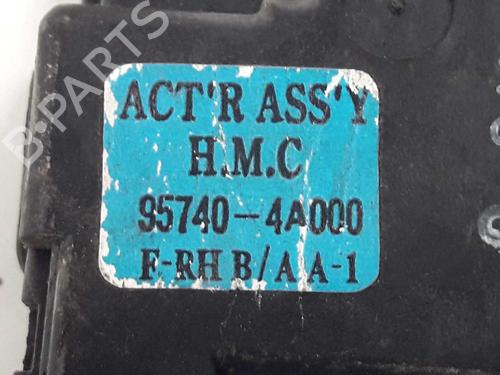 B-PARTS
ACT'R ASS'Y
H.M.C
95740-4A000
F-RH B/A A-1